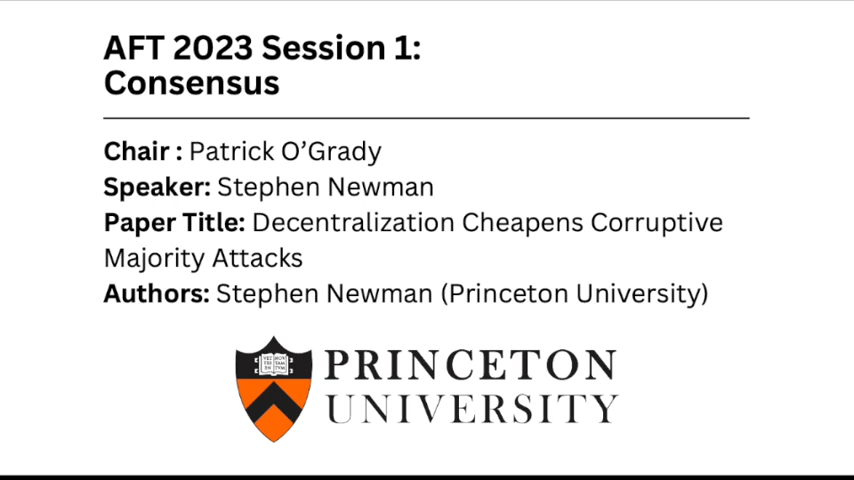 AFT 2023 Session 1:
Consensus
Chair : Patrick O’Grady
Speaker: Stephen Newman
Paper Title: Decentralization Cheapens Corruptive
Majority Attacks
Authors: Stephen Newman (Princeton University)
PRINCETON
UNIVERSITY